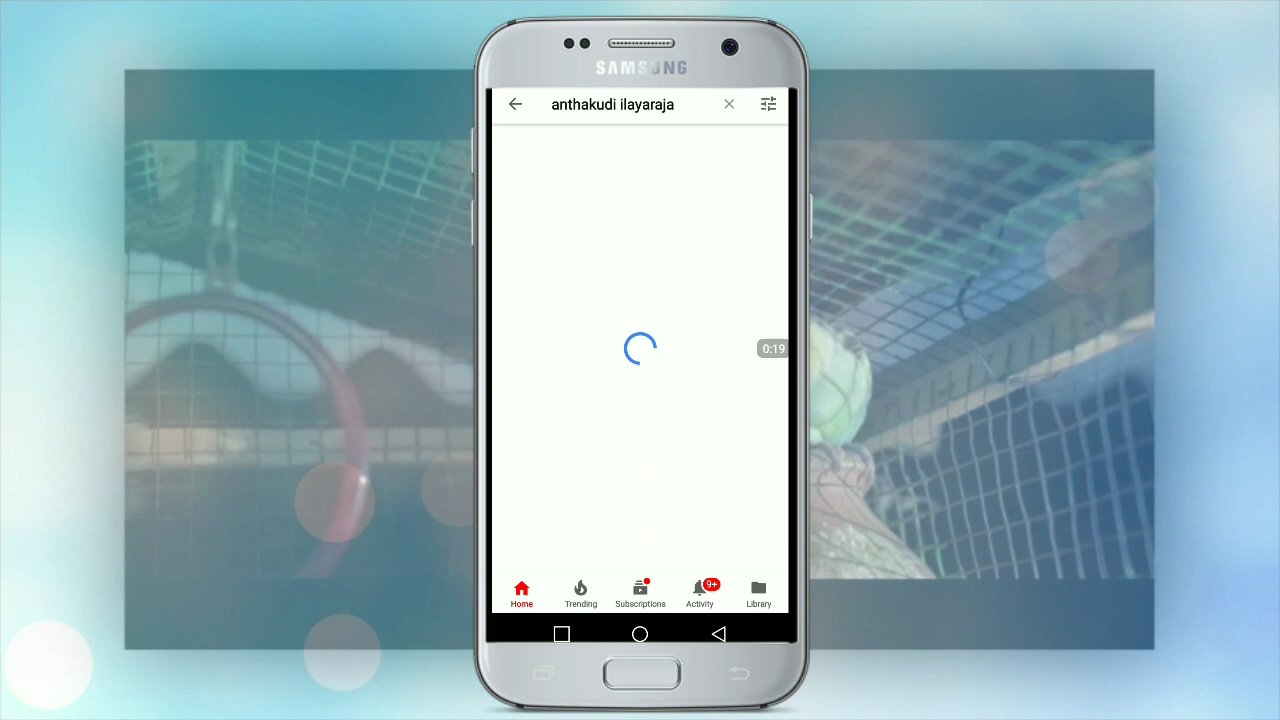 SAMSUNG
anthakudi ilayaraja
0:19
9+
Home Trending Subscriptions Activity Library